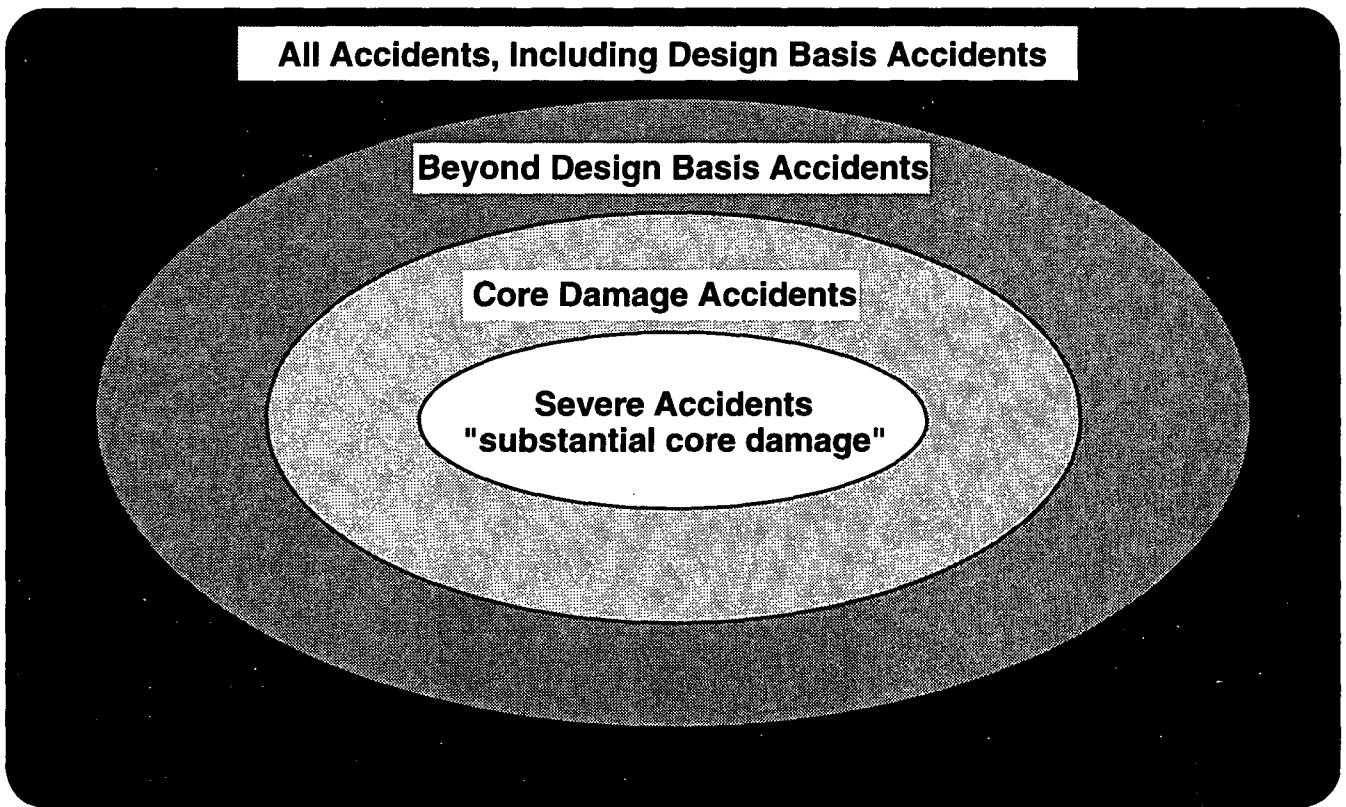 All Accidents, Including Design Basis Accidents
Beyond Design Basis Accidents
Core Damage Accidents
Severe Accidents
"substantial core damage"